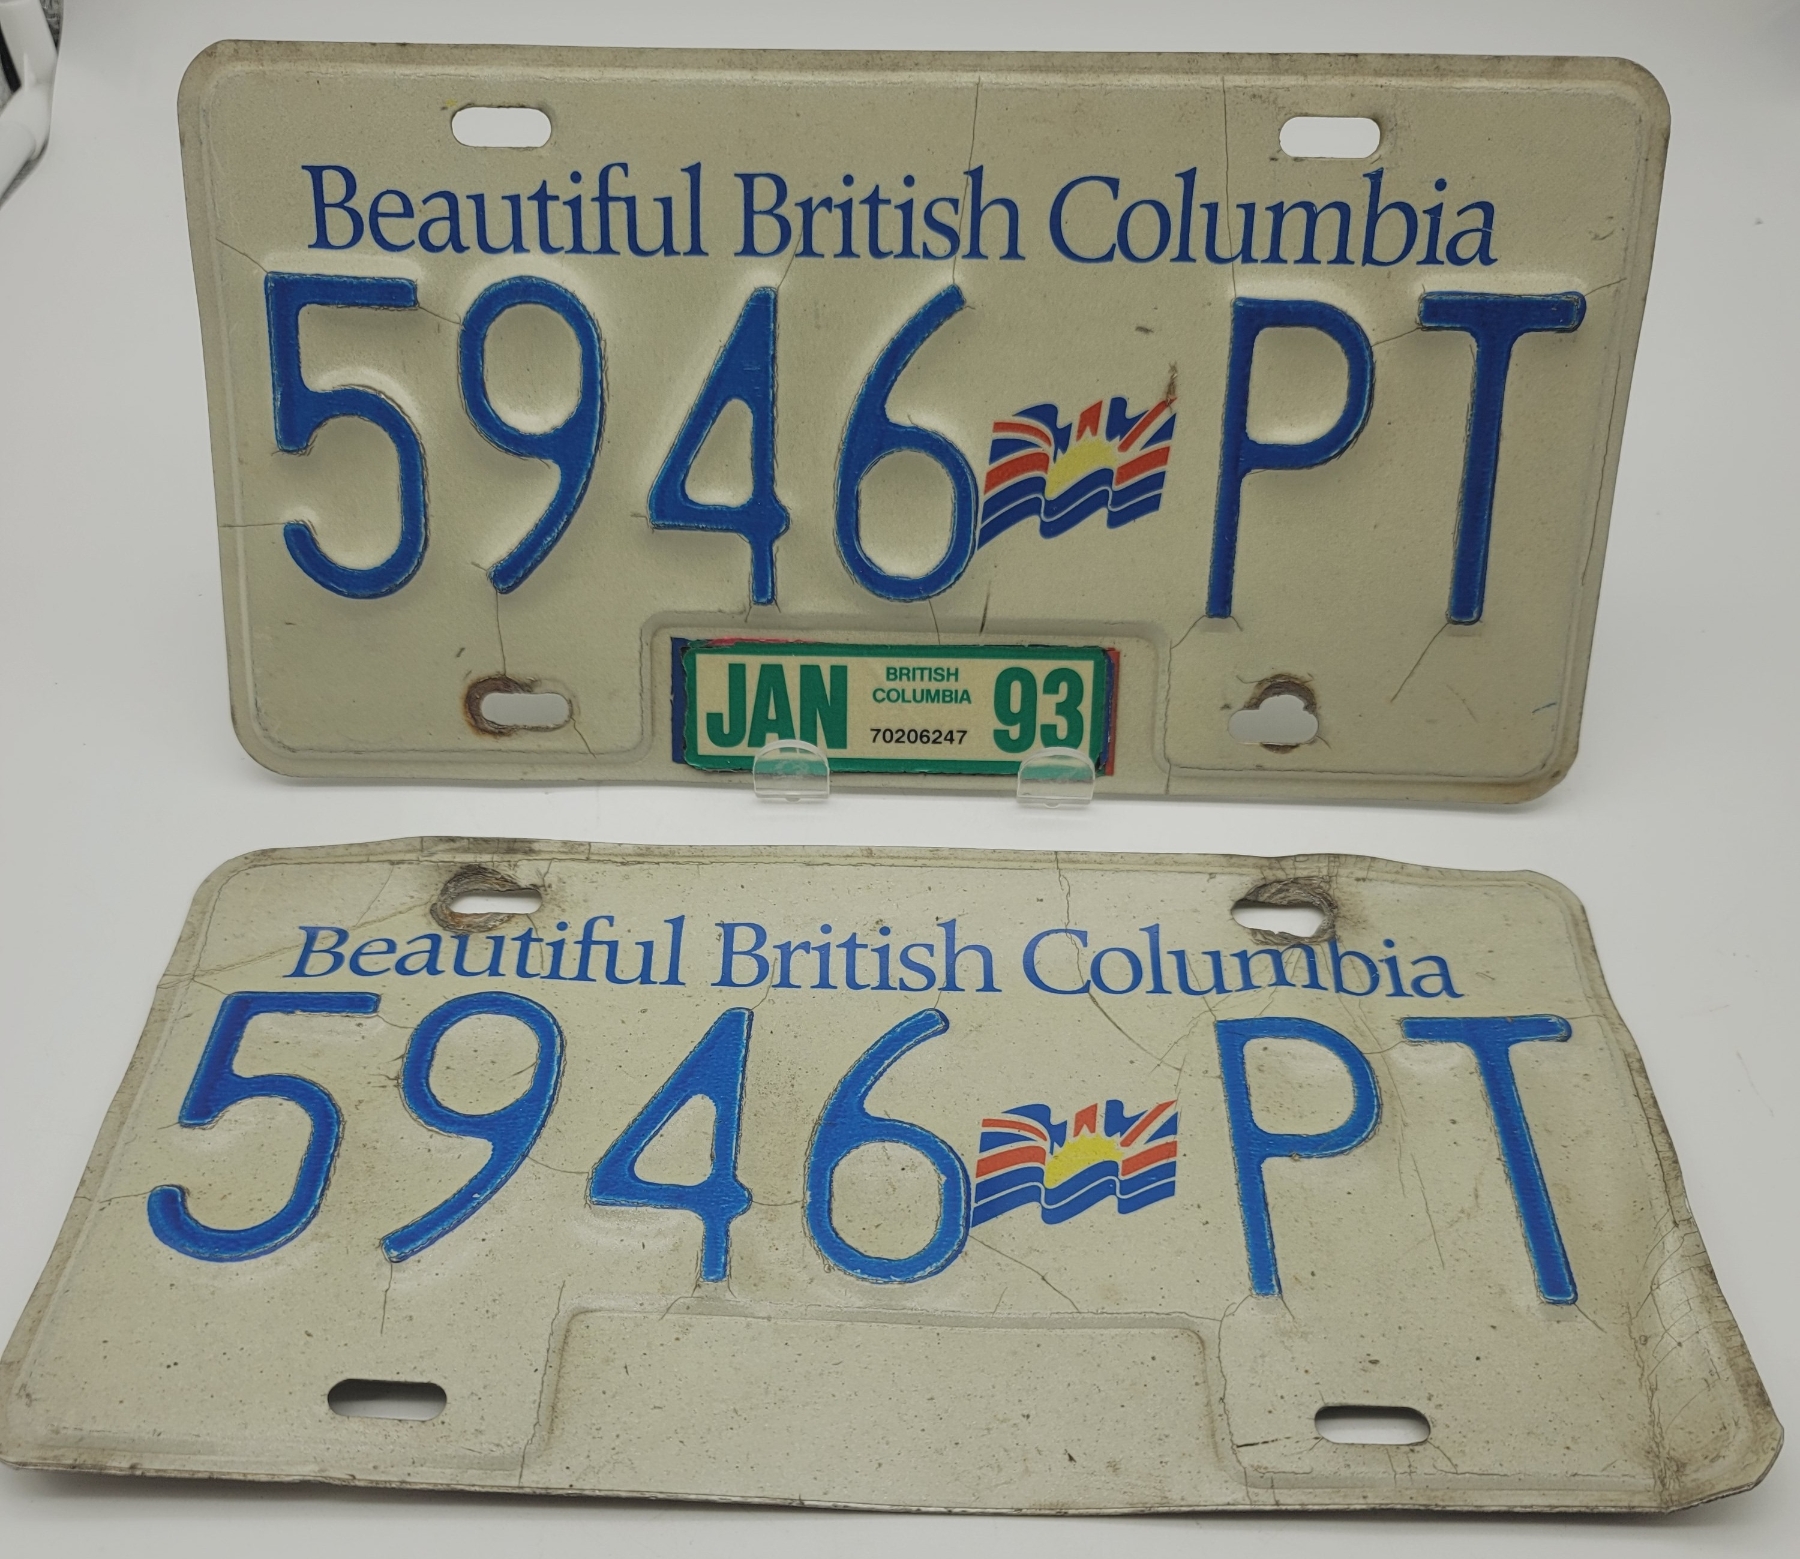 Beautiful British Columbia
5946 PT
JAN BRITISH COLUMBIA 70206247 93
Beautiful British Columbia
5946 PT